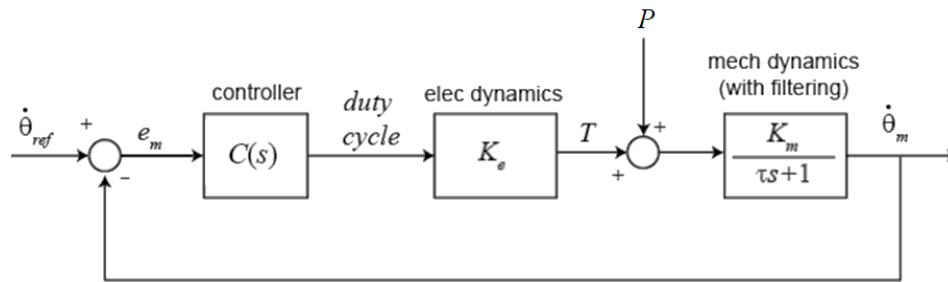 P
mech dynamics
(with filtering)
controller
duty
cycle
elec dynamics
θ̇ref
+
-
em
C(s)
Ke
T
+
+
Km
τs+1
θ̇m